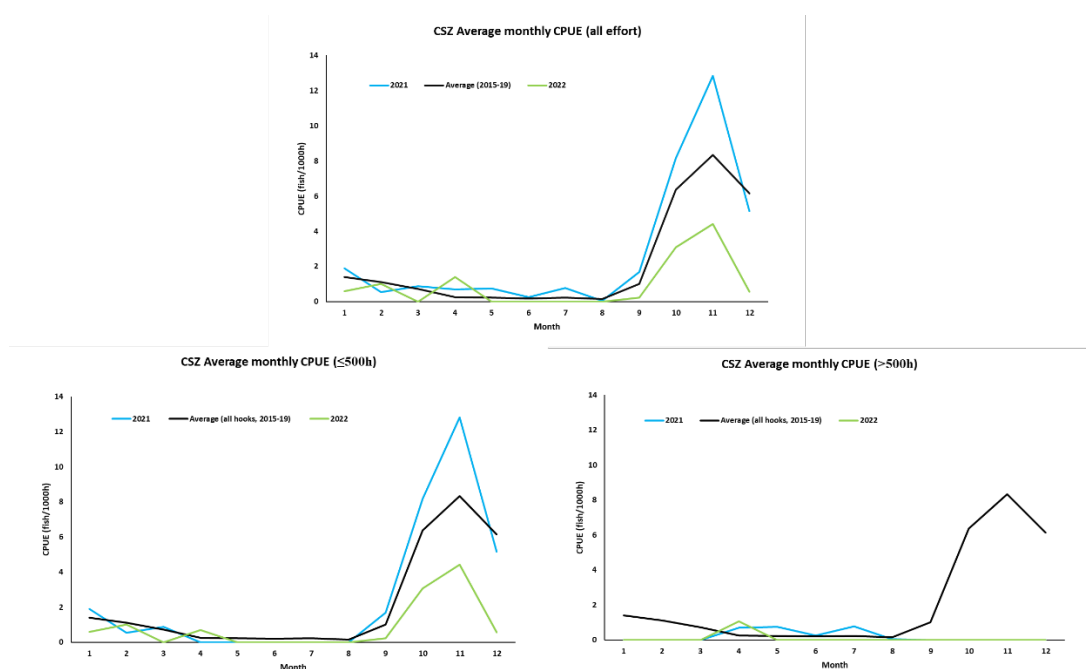 CSZ Average monthly CPUE (all effort)
14
12
10
8
6
4
2
0
CPUE (fish/1000h)
2021 Average (2015-19) 2022
1 2 3 4 5 6 7 8 9 10 11 12
Month
CSZ Average monthly CPUE (≤500h)
14
12
10
8
6
4
2
0
CPUE (fish/1000h)
2021 Average (all hooks, 2015-19) 2022
1 2 3 4 5 6 7 8 9 10 11 12
Month
CSZ Average monthly CPUE (>500h)
14
12
10
8
6
4
2
0
CPUE (fish/1000h)
2021 Average (all hooks, 2015-19) 2022
1 2 3 4 5 6 7 8 9 10 11 12
Month